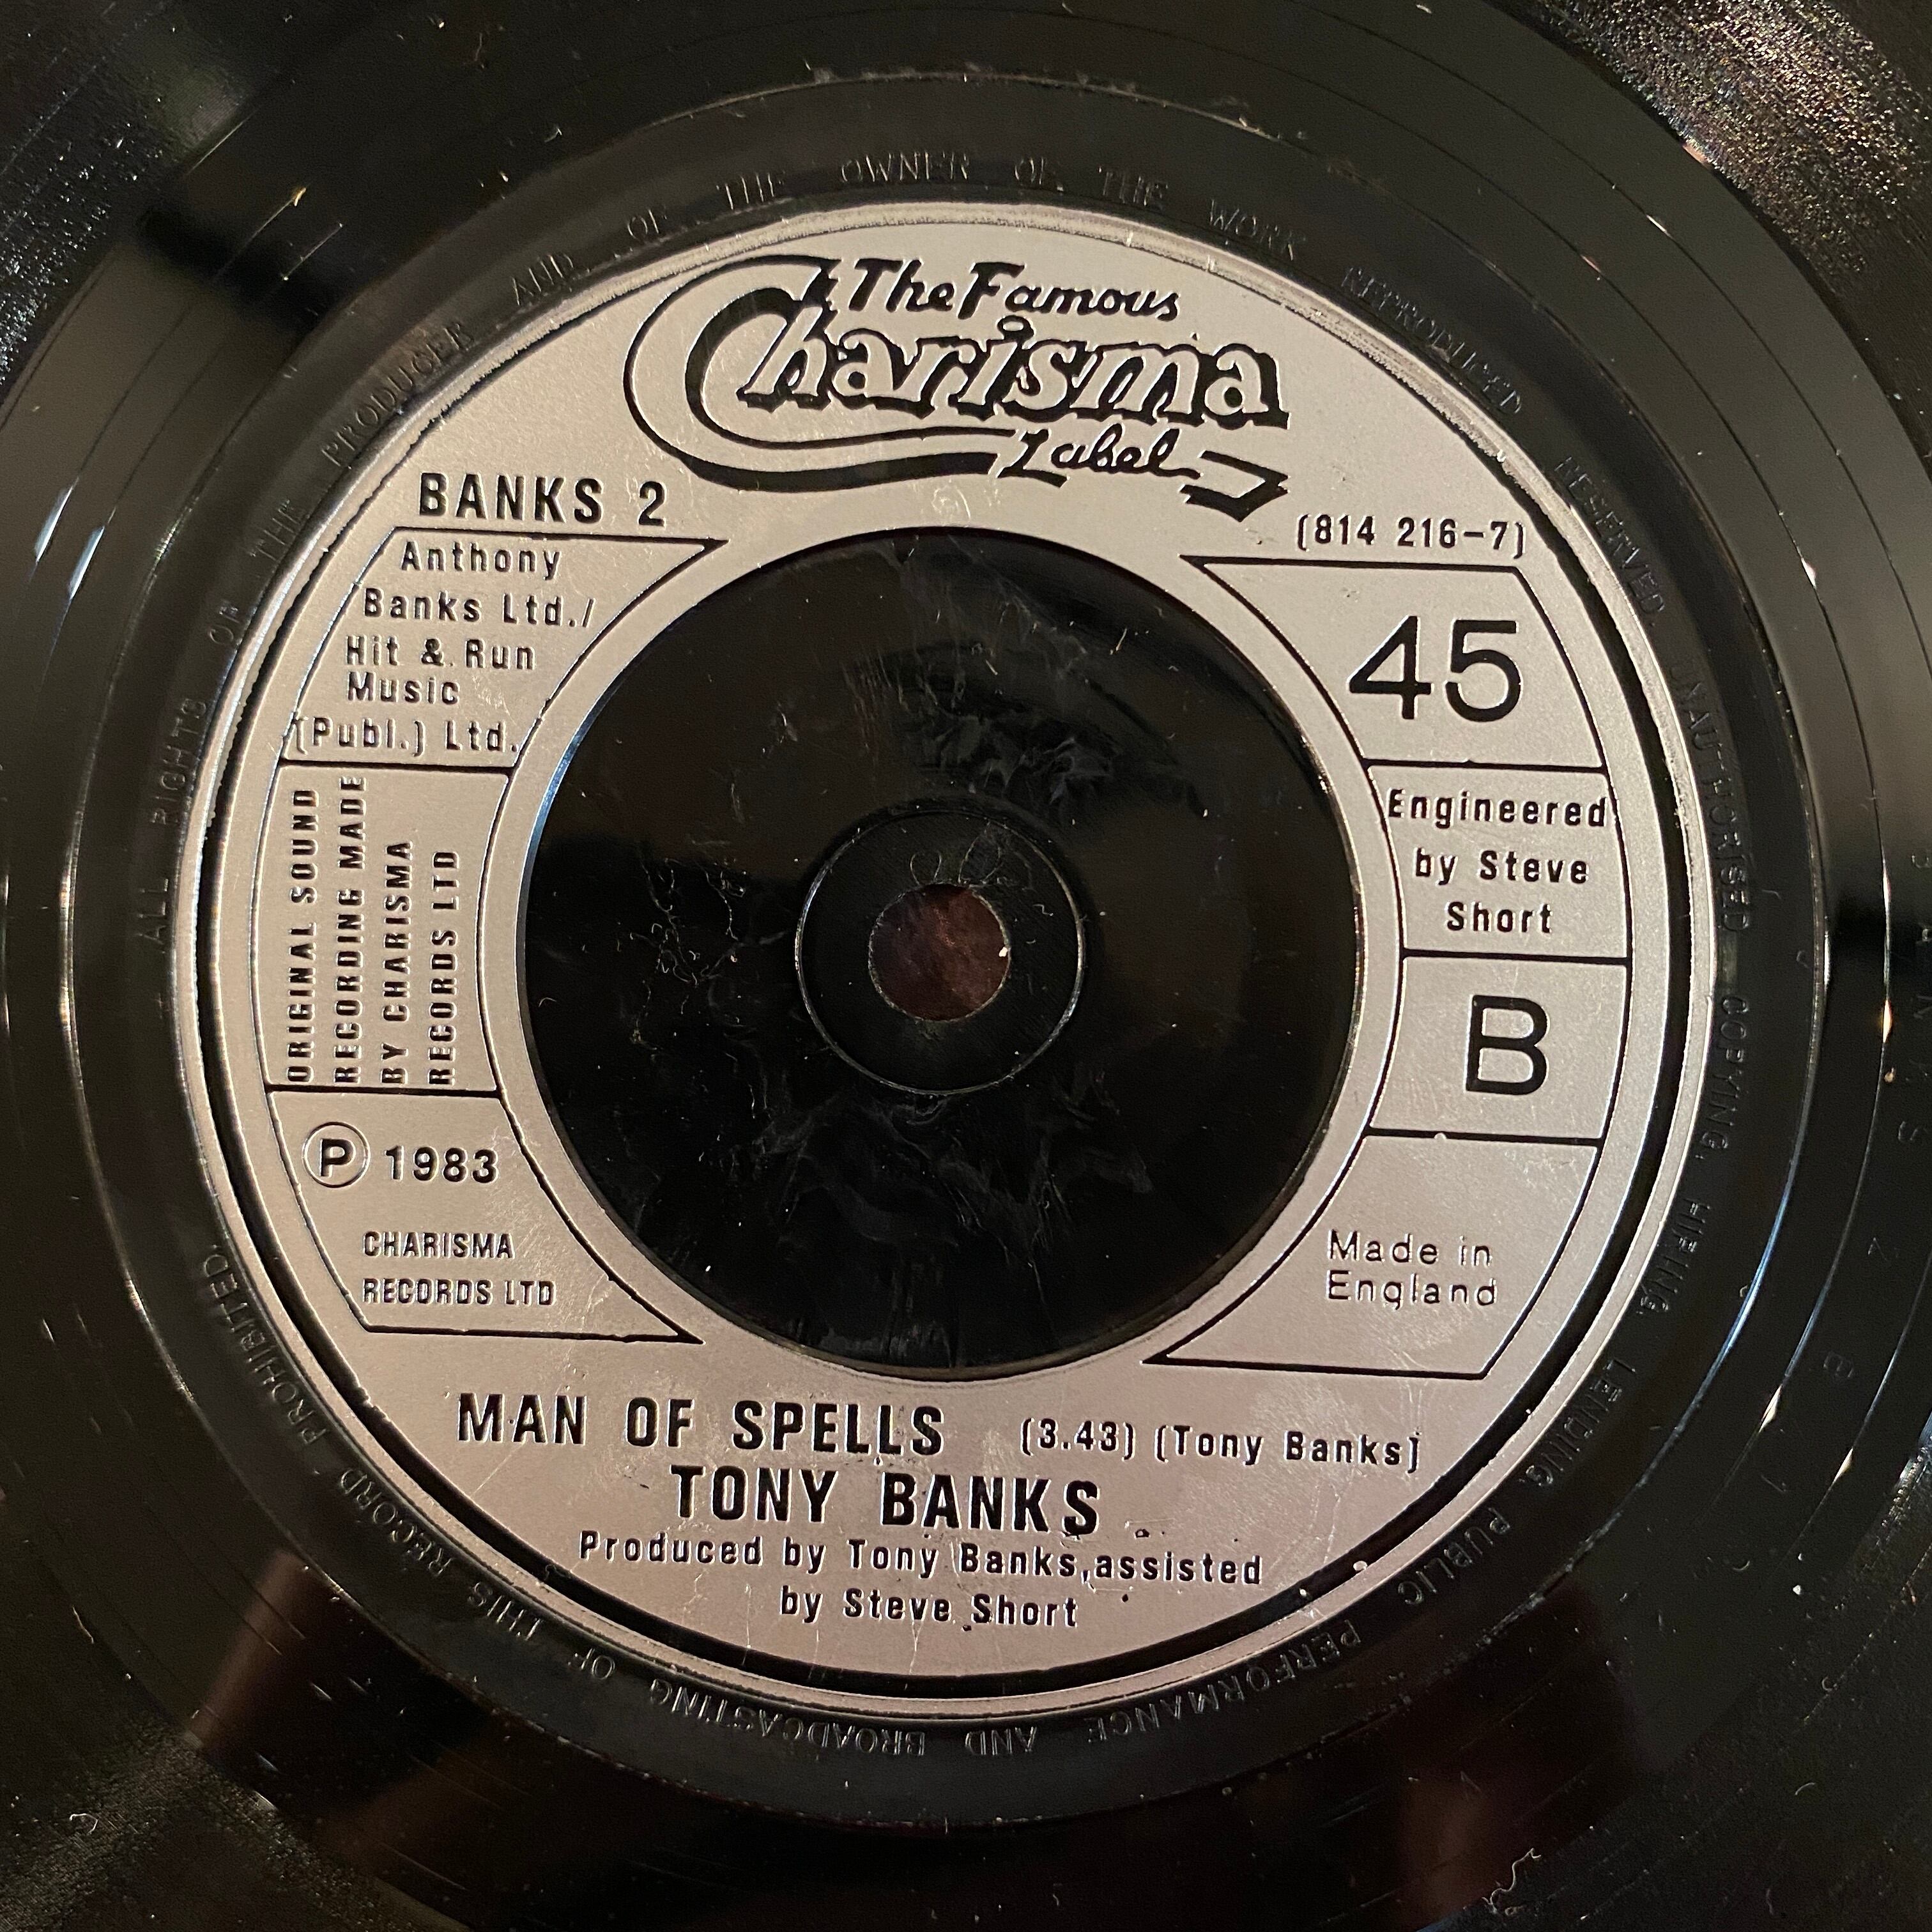 ALL RIGHTS OF THE PRODUCER AND OF THE OWNER OF THE WORK REPRODUCED RESERVED UNAUTHORISED COPYING, HIRING, LENDING, PUBLIC PERFORMANCE AND BROADCASTING OF THIS RECORD PROHIBITED
The Famous
Charisma
Label
BANKS 2
(814 216-7)
Anthony
Banks Ltd./
Hit & Run
Music
(Publ.) Ltd.
45
ORIGINAL SOUND
RECORDING MADE
BY CHARISMA
RECORDS LTD
Engineered
by Steve
Short
B
Ⓟ 1983
CHARISMA
RECORDS LTD
Made in
England
MAN OF SPELLS (3.43) (Tony Banks)
TONY BANKS
Produced by Tony Banks,assisted
by Steve Short